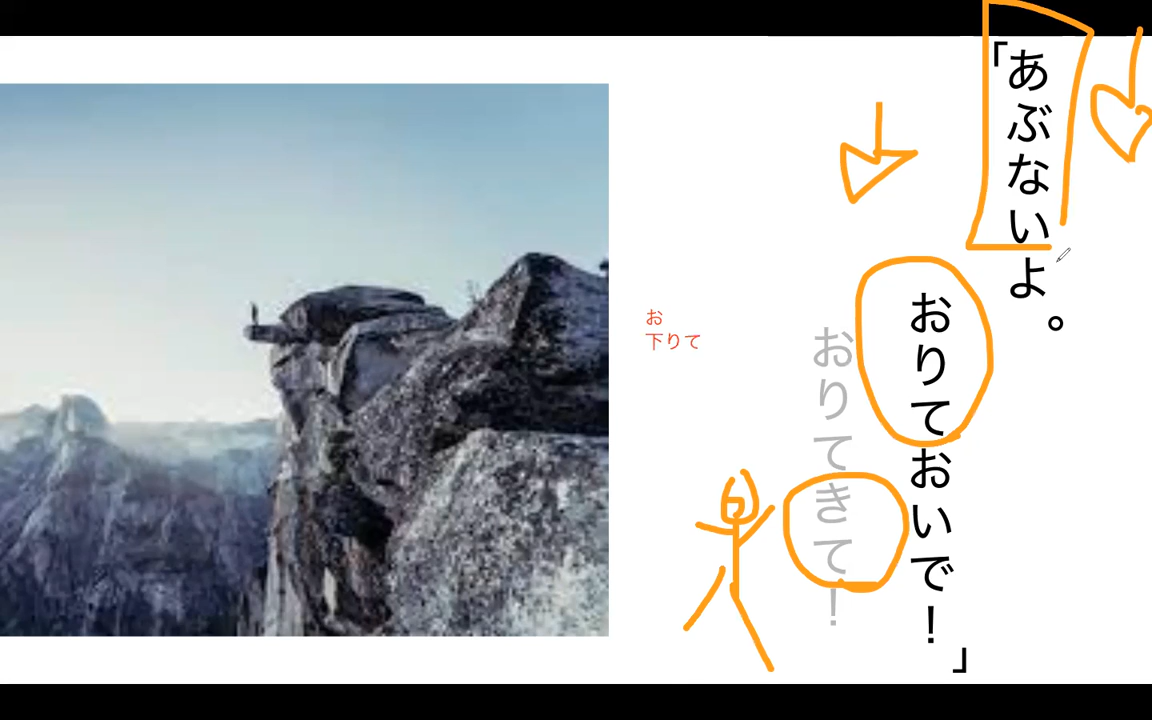 「あぶないよ。
おりておいで！」
おりてきて！
お
下りて